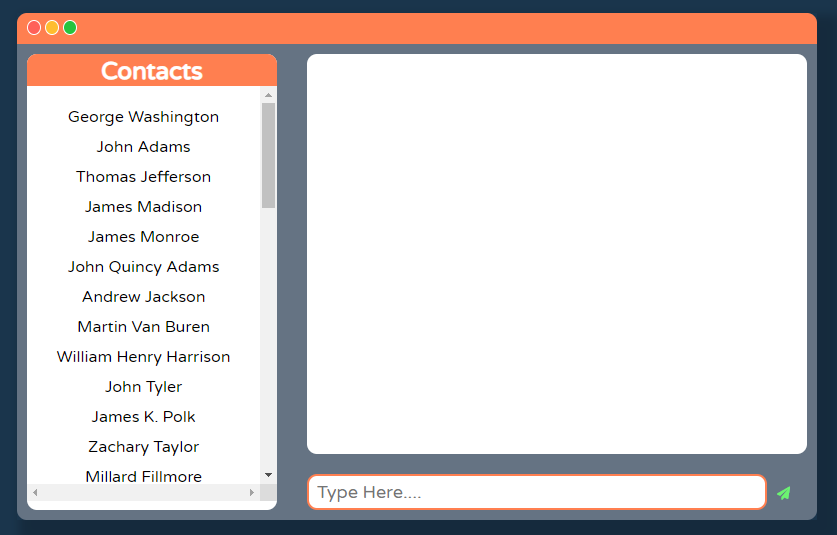 Contacts
George Washington
John Adams
Thomas Jefferson
James Madison
James Monroe
John Quincy Adams
Andrew Jackson
Martin Van Buren
William Henry Harrison
John Tyler
James K. Polk
Zachary Taylor
Millard Fillmore
Type Here....